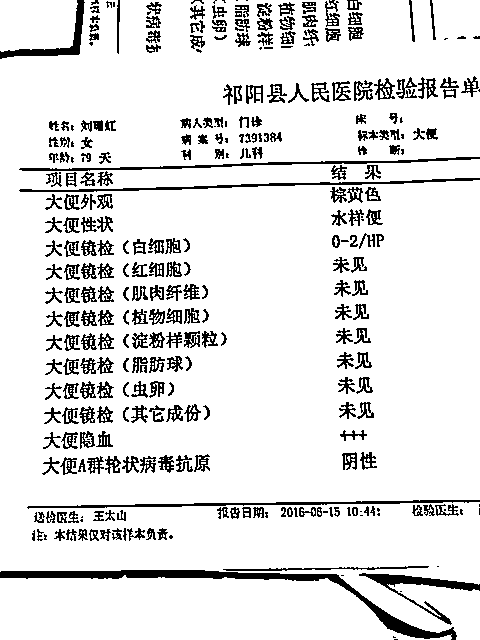 祁阳县人民医院检验报告单
姓名: 刘珊红 病人类型: 门诊 床 号:
性别: 女 病 案 号: 7391384 标本类型: 大便
年龄: 79 天 科 别: 儿科 诊 断:
项目名称 结 果
大便外观 棕黄色
大便性状 水样便
大便镜检（白细胞） 0-2/HP
大便镜检（红细胞） 未见
大便镜检（肌肉纤维） 未见
大便镜检（植物细胞） 未见
大便镜检（淀粉样颗粒） 未见
大便镜检（脂肪球） 未见
大便镜检（虫卵） 未见
大便镜检（其它成份） 未见
大便隐血 +++
大便A群轮状病毒抗原 阴性
送检医生: 王太山 报告日期: 2016-06-15 10:44: 检验医生:
注: 本结果仅对该样本负责。